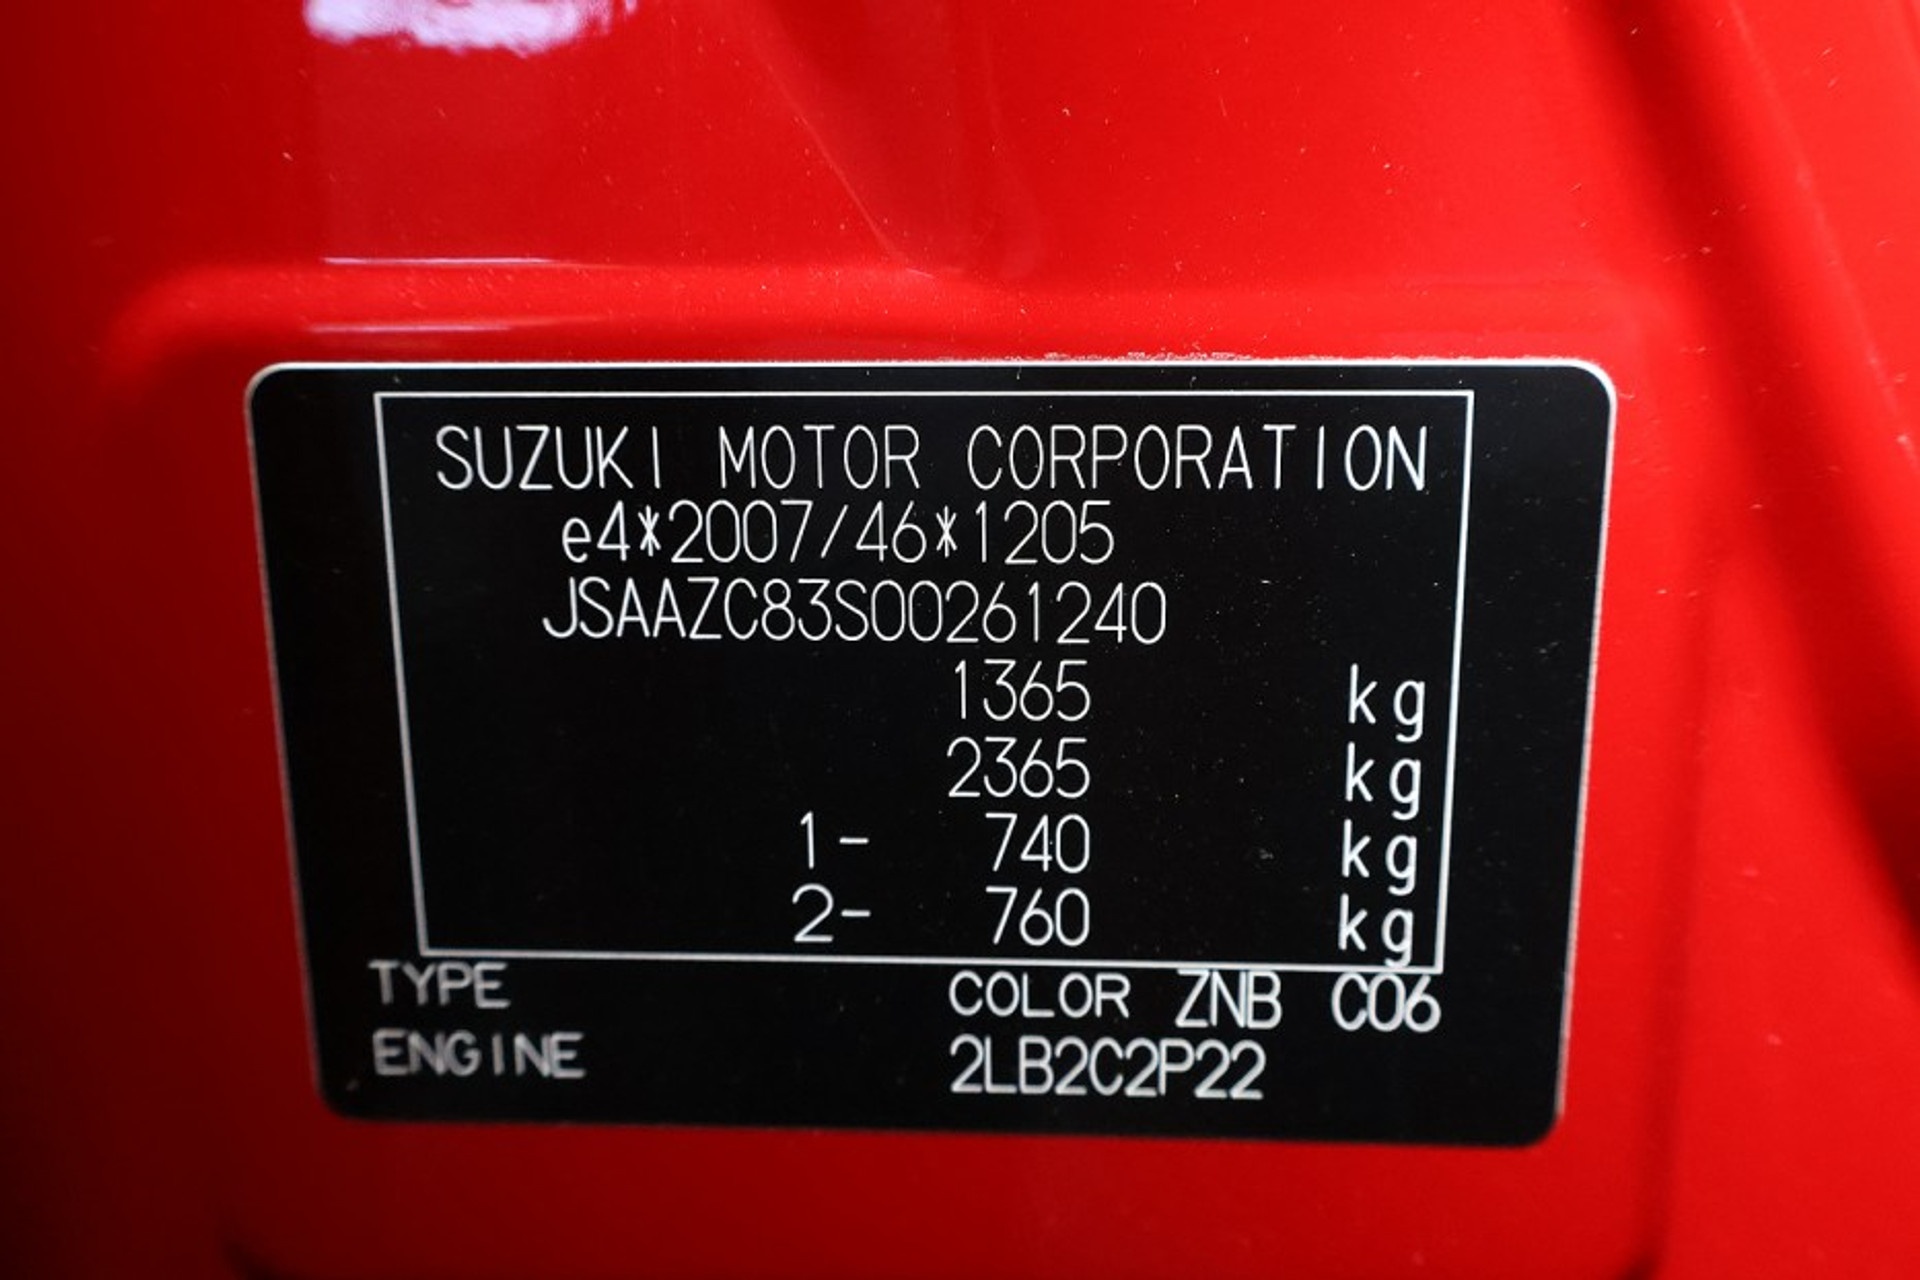 SUZUKI MOTOR CORPORATION
e4*2007/46*1205
JSAAZC83S00261240
1365 kg
2365 kg
1- 740 kg
2- 760 kg
TYPE COLOR ZNB C06
ENGINE 2LB2C2P22